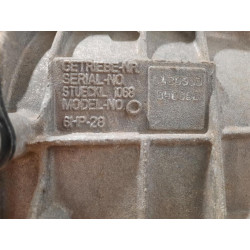 GETRIEBE-NR
SERIAL-NO
STUECKL. 1068
MODEL-NO
6HP-28